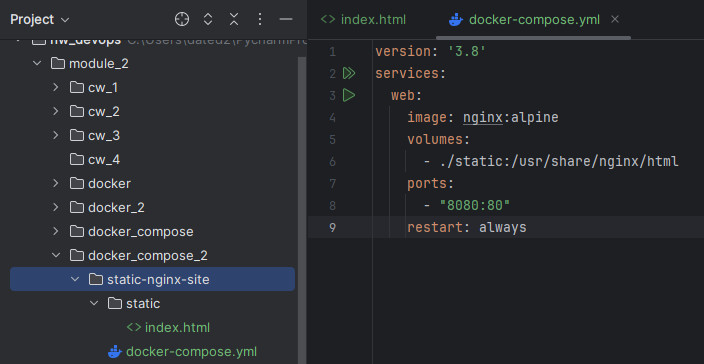 Project
hw_devops C:\Users\dated2\PycharmPro
module_2
cw_1
cw_2
cw_3
cw_4
docker
docker_2
docker_compose
docker_compose_2
static-nginx-site
static
index.html
docker-compose.yml
<> index.html
docker-compose.yml ×
1 version: '3.8'
2 services:
3   web:
4     image: nginx:alpine
5     volumes:
6       - ./static:/usr/share/nginx/html
7     ports:
8       - "8080:80"
9     restart: always